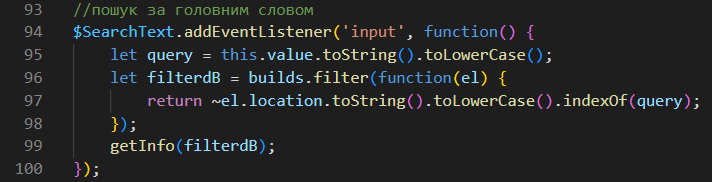 93 //пошук за головним словом
94 $SearchText.addEventListener('input', function() {
95 let query = this.value.toString().toLowerCase();
96 let filterdB = builds.filter(function(el) {
97 return ~el.location.toString().toLowerCase().indexOf(query);
98 });
99 getInfo(filterdB);
100 });